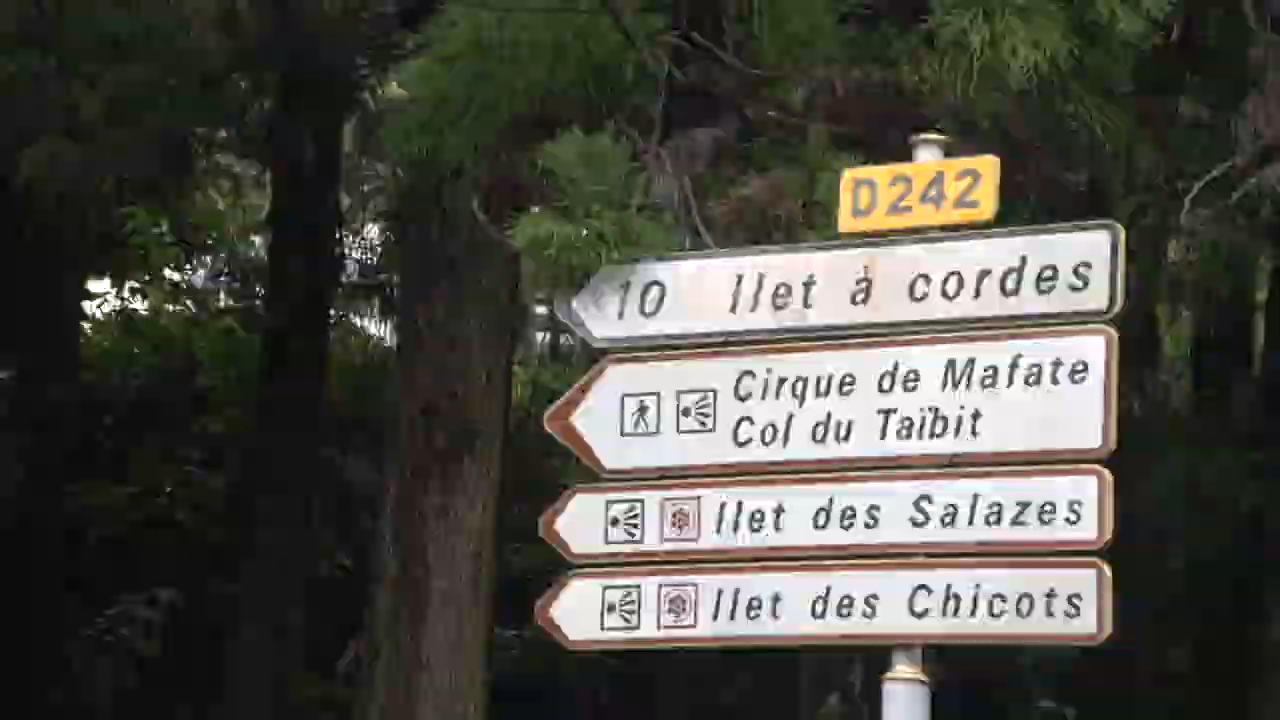 D242
10 Ilet à cordes
Cirque de Mafate
Col du Taïbit
Ilet des Salazes
Ilet des Chicots